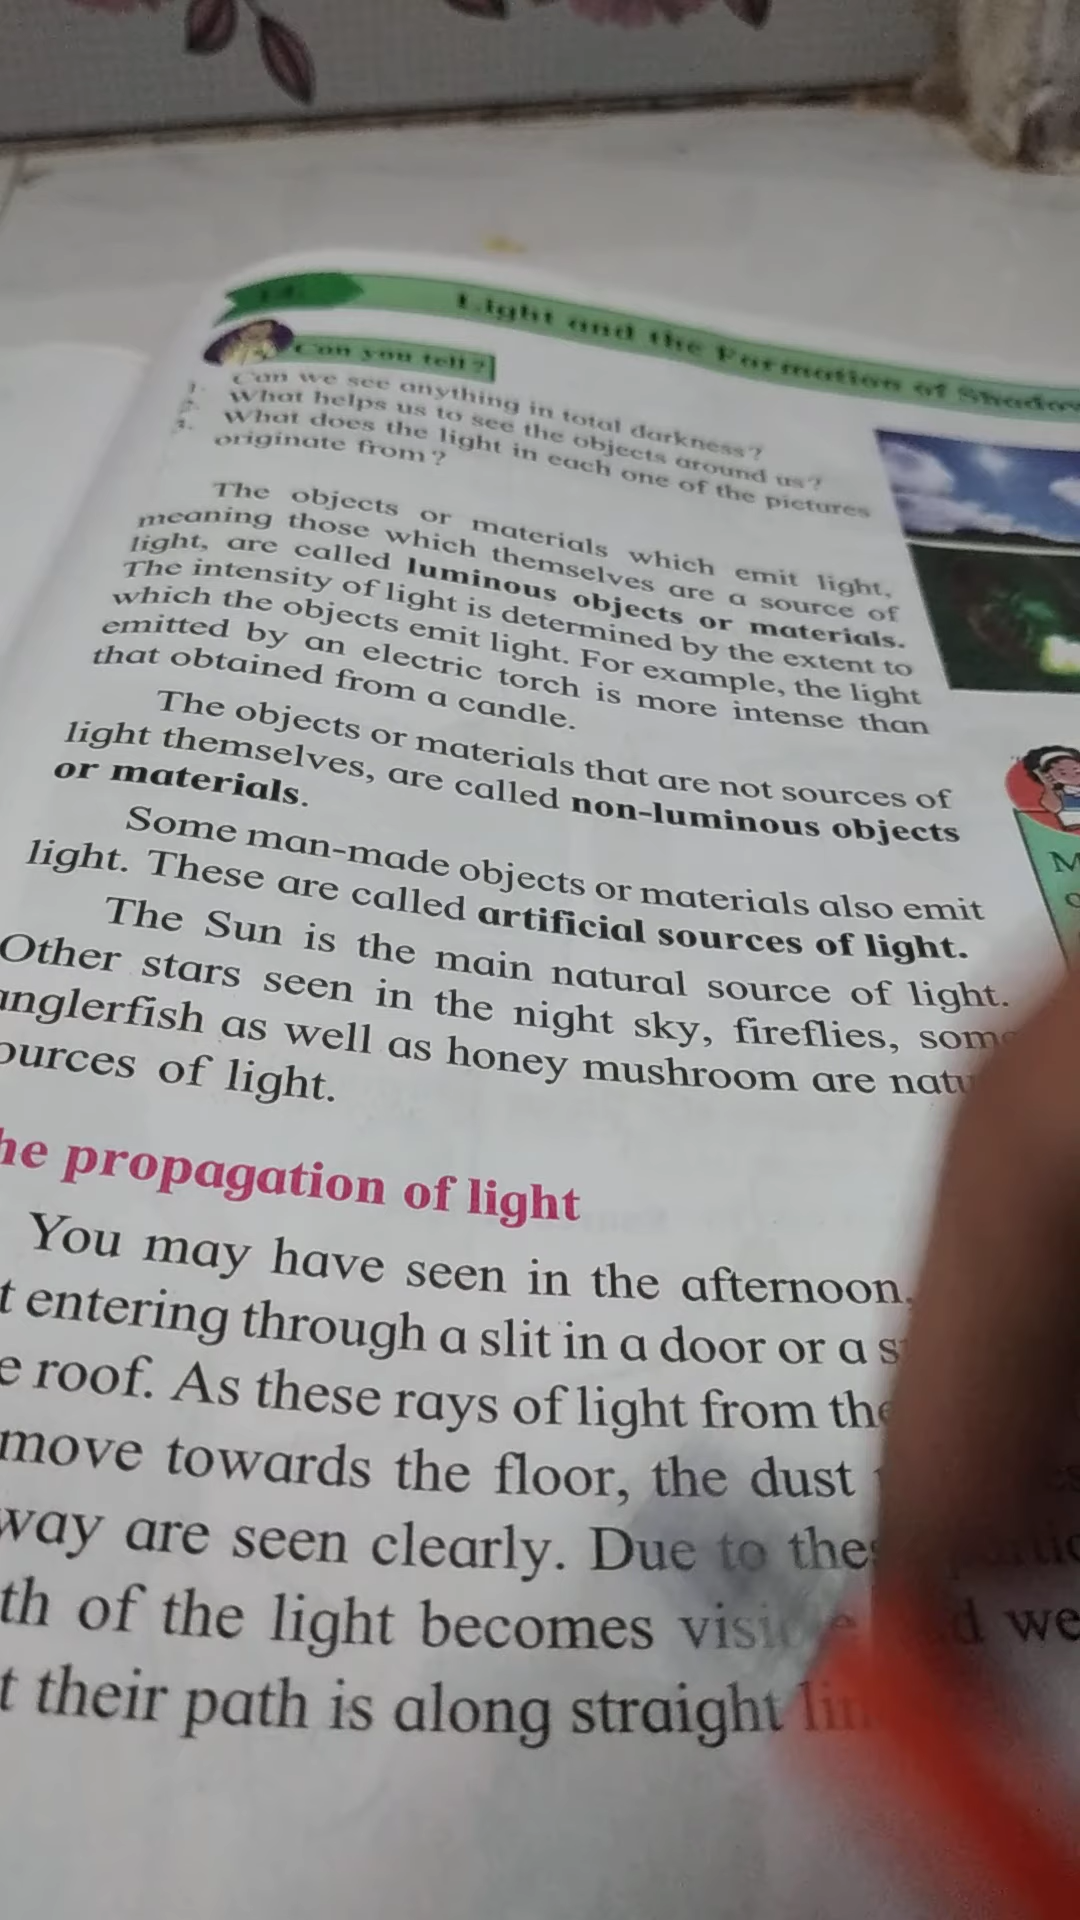 Light and the Formation of Shadow
Can you tell ?
1. Can we see anything in total darkness?
2. What helps us to see the objects around us?
3. What does the light in each one of the pictures
originate from?
The objects or materials which emit light,
meaning those which themselves are a source of
light, are called luminous objects or materials.
The intensity of light is determined by the extent to
which the objects emit light. For example, the light
emitted by an electric torch is more intense than
that obtained from a candle.
The objects or materials that are not sources of
light themselves, are called non-luminous objects
or materials.
Some man-made objects or materials also emit
light. These are called artificial sources of light.
The Sun is the main natural source of light.
Other stars seen in the night sky, fireflies, some
anglerfish as well as honey mushroom are natu
ources of light.
he propagation of light
You may have seen in the afternoon,
t entering through a slit in a door or a s
e roof. As these rays of light from the
move towards the floor, the dust
way are seen clearly. Due to these
th of the light becomes visi we
t their path is along straight lin